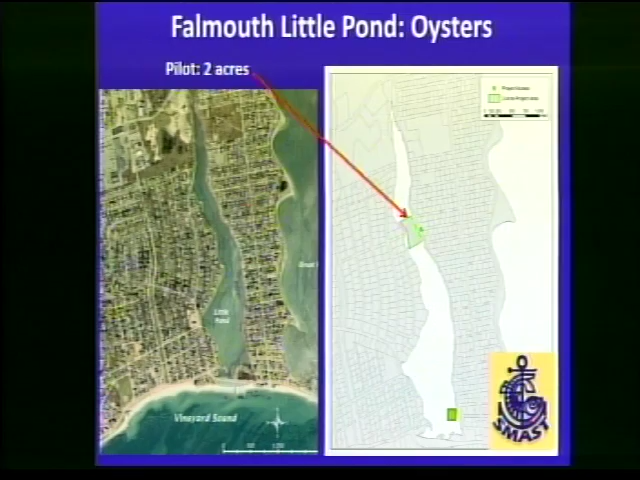 Falmouth Little Pond: Oysters
Pilot: 2 acres
Little
Pond
Vineyard Sound
SMAST